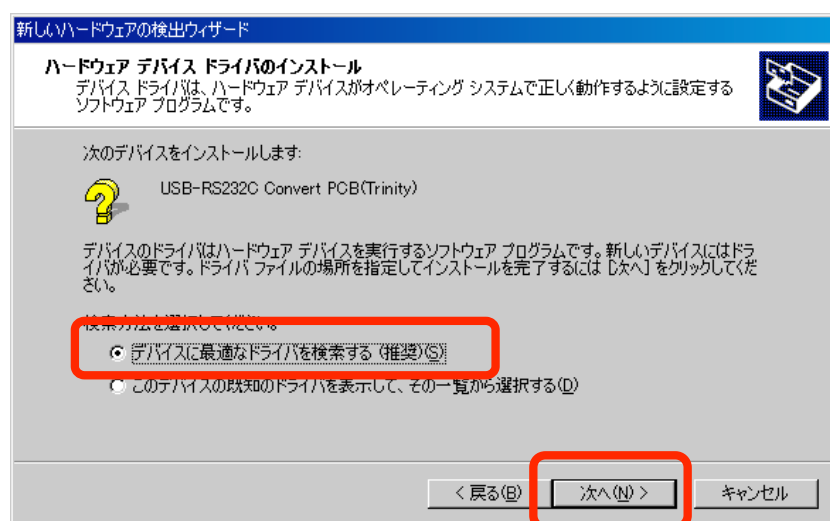 新しいハードウェアの検出ウィザード
ハードウェア デバイス ドライバのインストール
デバイス ドライバは、ハードウェア デバイスがオペレーティング システムで正しく動作するように設定する
ソフトウェア プログラムです。
次のデバイスをインストールします:
USB-RS232C Convert PCB(Trinity)
デバイスのドライバはハードウェア デバイスを実行するソフトウェア プログラムです。新しいデバイスにはドラ
イバが必要です。ドライバ ファイルの場所を指定してインストールを完了するには [次へ] をクリックしてくだ
さい。
検索方法を選択してください。
デバイスに最適なドライバを検索する (推奨)(S)
このデバイスの既知のドライバを表示して、その一覧から選択する(D)
< 戻る(B)
次へ(N) >
キャンセル